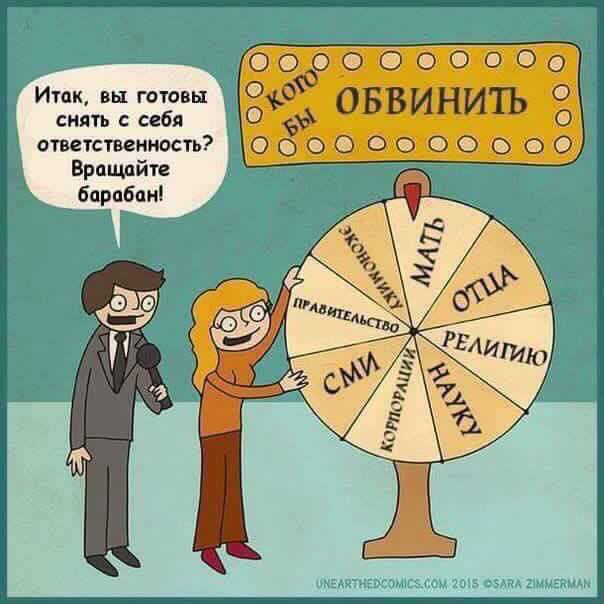 КОГО
БЫ
ОБВИНИТЬ
Итак, вы готовы
снять с себя
ответственность?
Вращайте
барабан!
МАТЬ
ОТЦА
РЕЛИГИЮ
НАУКУ
КОРПОРАЦИИ
СМИ
ПРАВИТЕЛЬСТВО
ЭКОНОМИКУ
UNEARTHEDCOMICS.COM 2015 ©SARA ZIMMERMAN